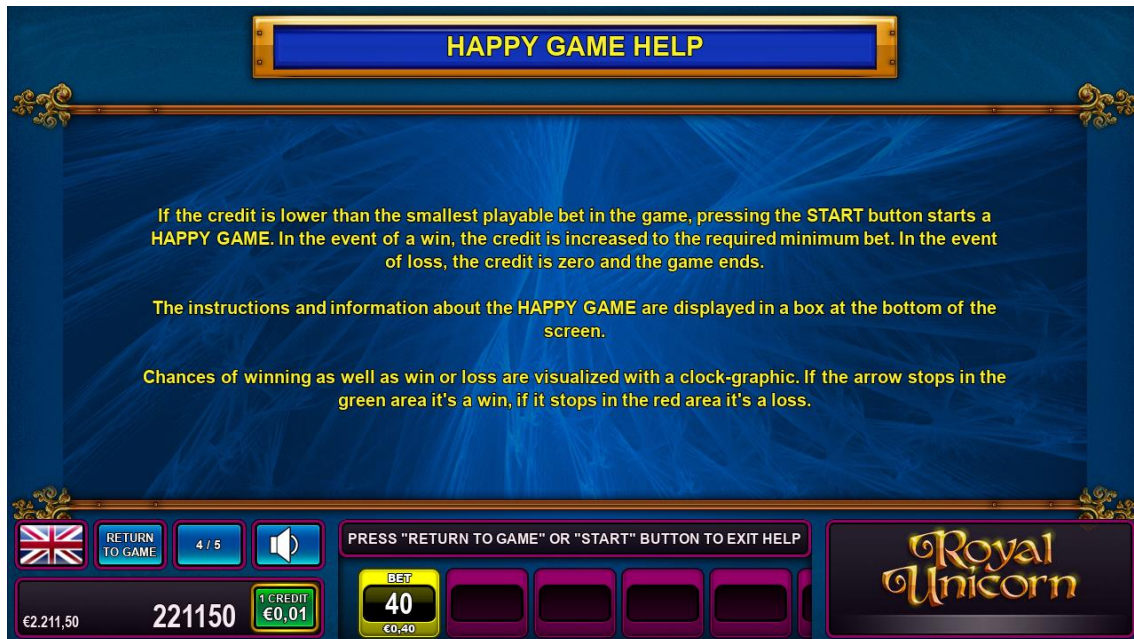 HAPPY GAME HELP
If the credit is lower than the smallest playable bet in the game, pressing the START button starts a
HAPPY GAME. In the event of a win, the credit is increased to the required minimum bet. In the event
of loss, the credit is zero and the game ends.
The instructions and information about the HAPPY GAME are displayed in a box at the bottom of the
screen.
Chances of winning as well as win or loss are visualized with a clock-graphic. If the arrow stops in the
green area it's a win, if it stops in the red area it's a loss.
RETURN
TO GAME
4 / 5
PRESS "RETURN TO GAME" OR "START" BUTTON TO EXIT HELP
€2.211,50
221150
1 CREDIT
€0,01
BET
40
€0,40
Royal
Unicorn